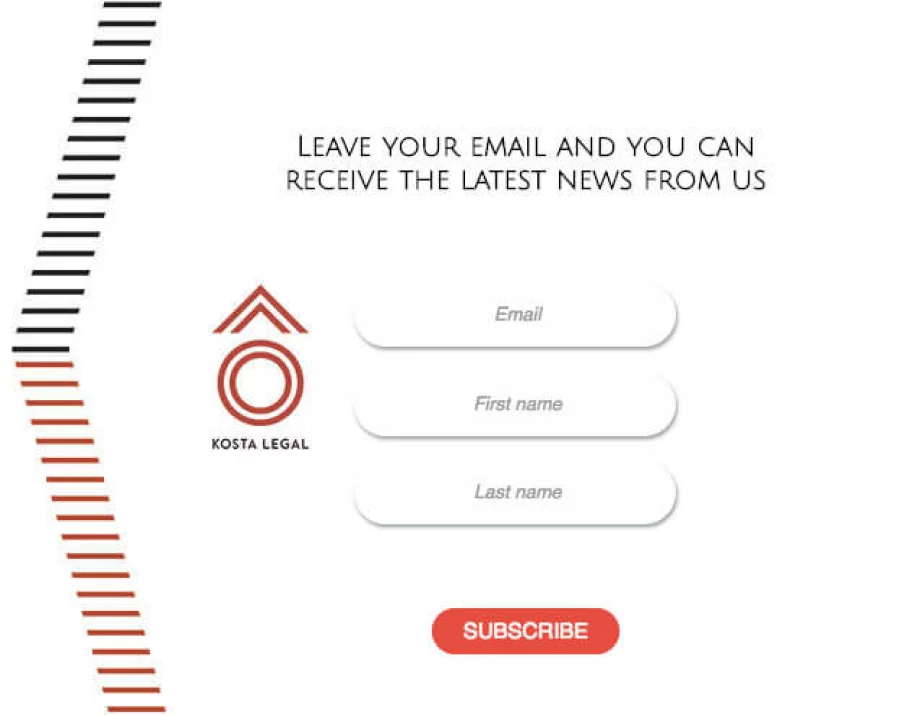 Leave your email and you can
receive the latest news from us
Email
First name
KOSTA LEGAL
Last name
SUBSCRIBE